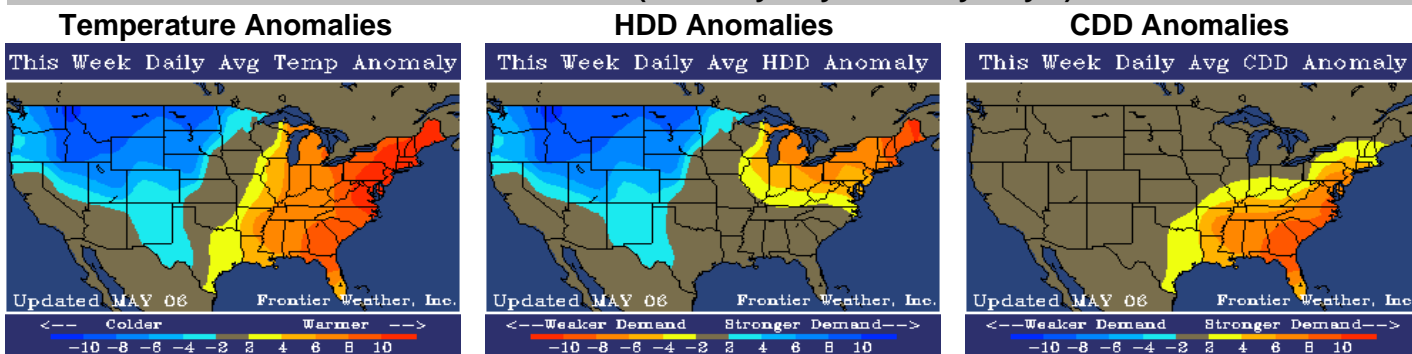 Temperature Anomalies
HDD Anomalies
CDD Anomalies
This Week Daily Avg Temp Anomaly
This Week Daily Avg HDD Anomaly
This Week Daily Avg CDD Anomaly
Updated MAY 06 Frontier Weather, Inc.
Updated MAY 06 Frontier Weather, Inc.
Updated MAY 06 Frontier Weather, Inc.
<-- Colder Warmer -->
<--Weaker Demand Stronger Demand-->
<--Weaker Demand Stronger Demand-->
-10 -8 -6 -4 -2 2 4 6 8 10
-10 -8 -6 -4 -2 2 4 6 8 10
-10 -8 -6 -4 -2 2 4 6 8 10